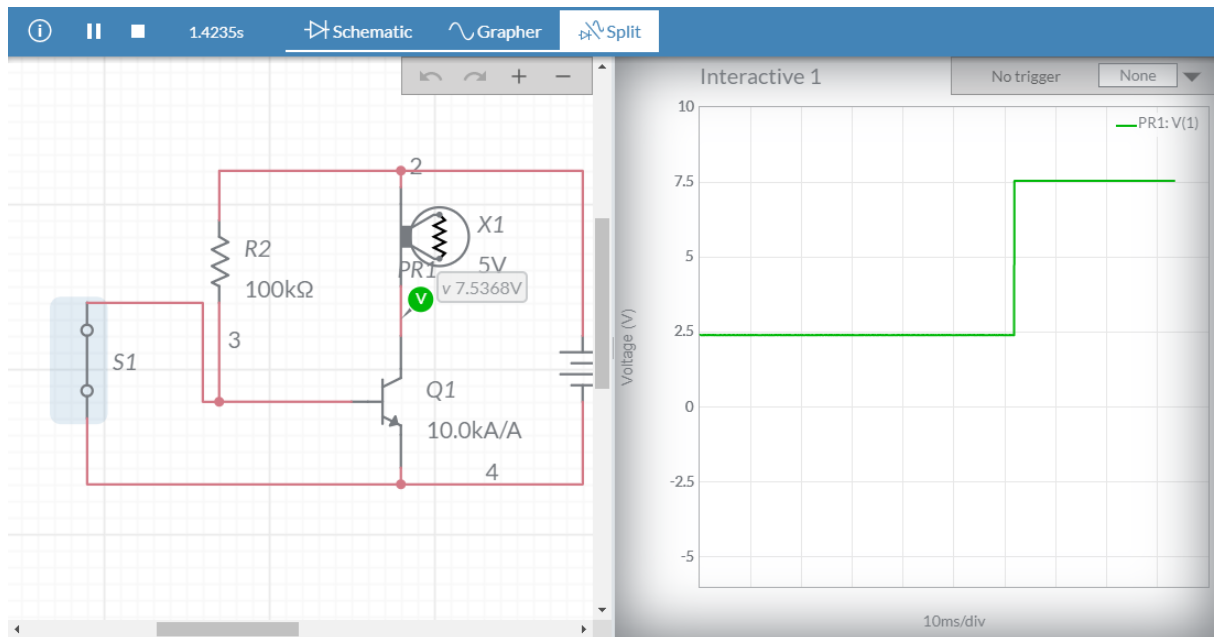 1.4235s
Schematic
Grapher
Split
Interactive 1
No trigger
None
2
X1
5V
R2
100kΩ
PR1
V
v 7.5368V
3
S1
Q1
10.0kA/A
4
PR1: V(1)
10
7.5
5
2.5
0
-2.5
-5
Voltage (V)
10ms/div